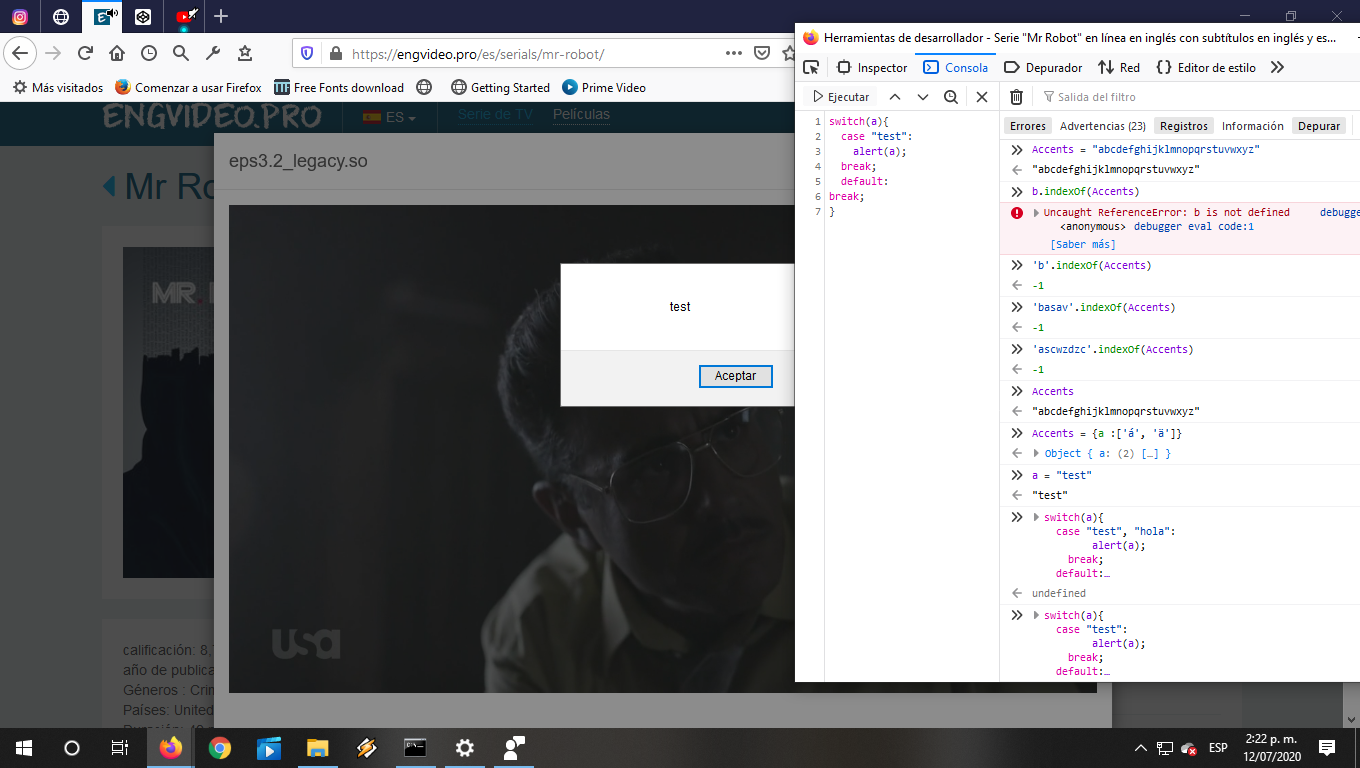 Herramientas de desarrollador - Serie "Mr Robot" en línea en inglés con subtítulos en inglés y es...
https://engvideo.pro/es/serials/mr-robot/
Inspector
Consola
Depurador
Red
Editor de estilo
Más visitados
Comenzar a usar Firefox
Free Fonts download
Getting Started
Prime Video
Ejecutar
Salida del filtro
Errores
Advertencias (23)
Registros
Información
Depurar
ENGVIDEO.PRO
ES
Serie de TV
Películas
eps3.2_legacy.so
Mr Ro
MR.
test
Aceptar
usa
calificación: 8,
año de publica
Géneros : Crim
Países: United
1 switch(a){
2 case "test":
3 alert(a);
4 break;
5 default:
6 break;
7 }
Accents = "abcdefghijklmnopqrstuvwxyz"
"abcdefghijklmnopqrstuvwxyz"
b.indexOf(Accents)
Uncaught ReferenceError: b is not defined debugge
<anonymous> debugger eval code:1
[Saber más]
'b'.indexOf(Accents)
-1
'basav'.indexOf(Accents)
-1
'ascwzdzc'.indexOf(Accents)
-1
Accents
"abcdefghijklmnopqrstuvwxyz"
Accents = {a :['á', 'ä']}
Object { a: (2) […] }
a = "test"
"test"
switch(a){
case "test", "hola":
alert(a);
break;
default:…
undefined
switch(a){
case "test":
alert(a);
break;
default:…
ESP
2:22 p. m.
12/07/2020